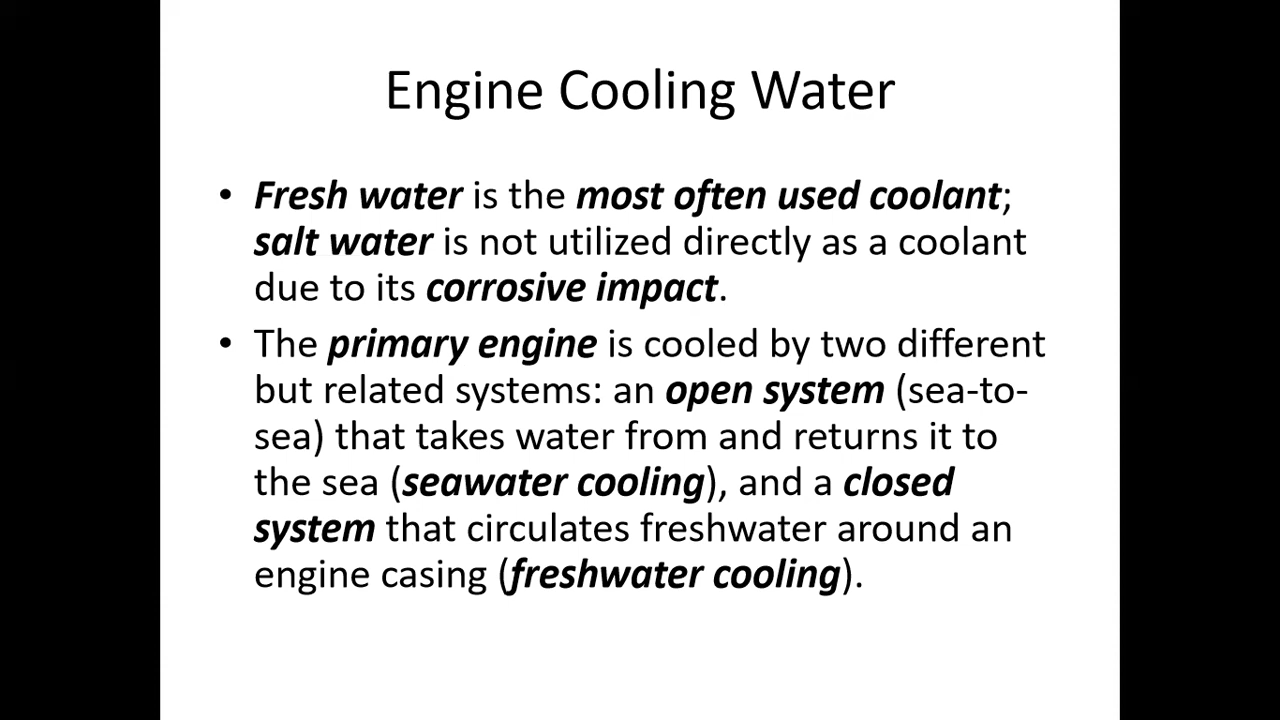 Engine Cooling Water
• Fresh water is the most often used coolant;
salt water is not utilized directly as a coolant
due to its corrosive impact.
• The primary engine is cooled by two different
but related systems: an open system (sea-to-
sea) that takes water from and returns it to
the sea (seawater cooling), and a closed
system that circulates freshwater around an
engine casing (freshwater cooling).